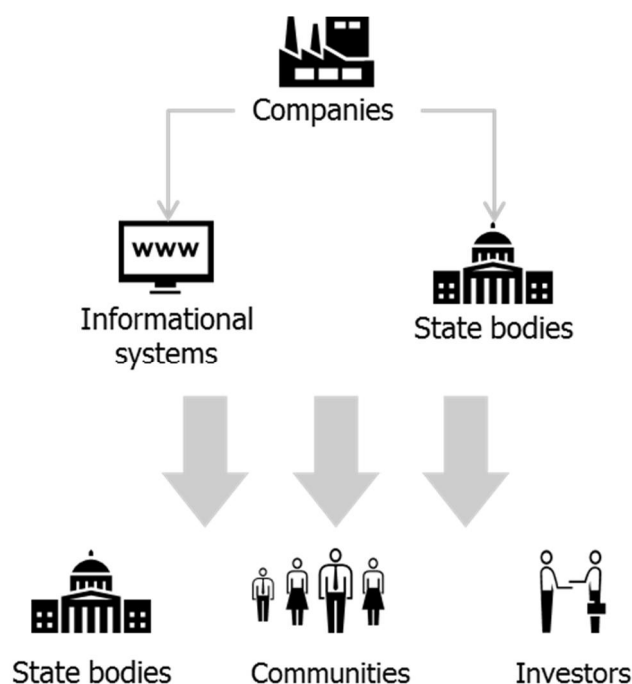 Companies
www
Informational
systems
State bodies
State bodies
Communities
Investors